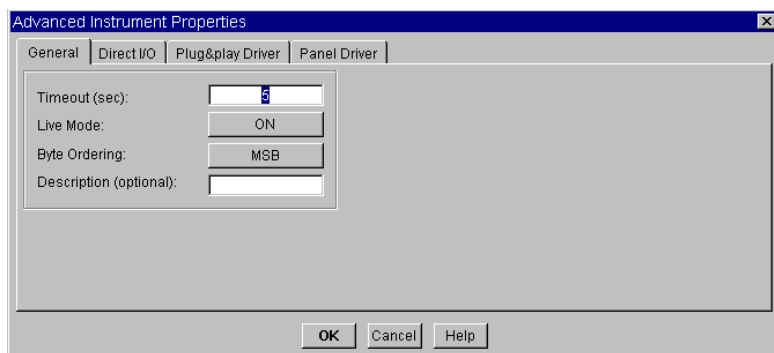 Advanced Instrument Properties
General Direct I/O Plug&play Driver Panel Driver
Timeout (sec): 5
Live Mode: ON
Byte Ordering: MSB
Description (optional):
OK Cancel Help